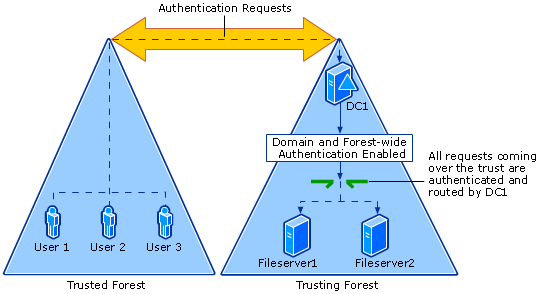 Authentication Requests
DC1
Domain and Forest-wide
Authentication Enabled
All requests coming
over the trust are
authenticated and
routed by DC1
User 1
User 2
User 3
Fileserver1
Fileserver2
Trusted Forest
Trusting Forest